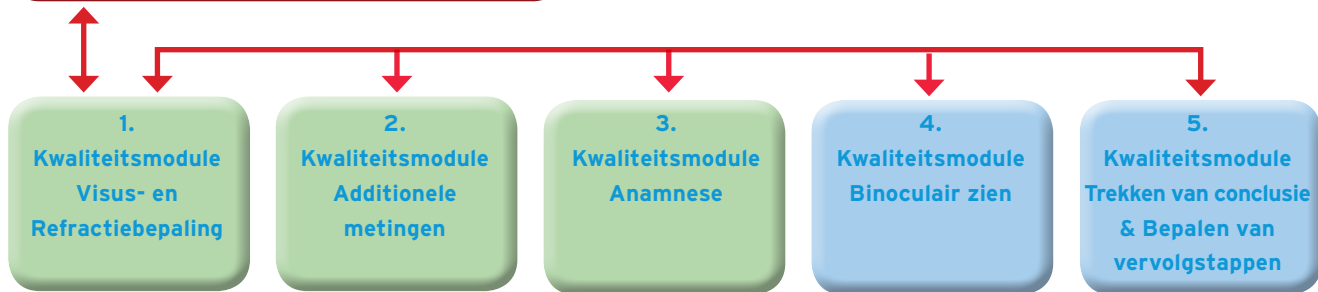 1.
Kwaliteitsmodule
Visus- en
Refractiebepaling
2.
Kwaliteitsmodule
Additionele
metingen
3.
Kwaliteitsmodule
Anamnese
4.
Kwaliteitsmodule
Binoculair zien
5.
Kwaliteitsmodule
Trekken van conclusie
& Bepalen van
vervolgstappen